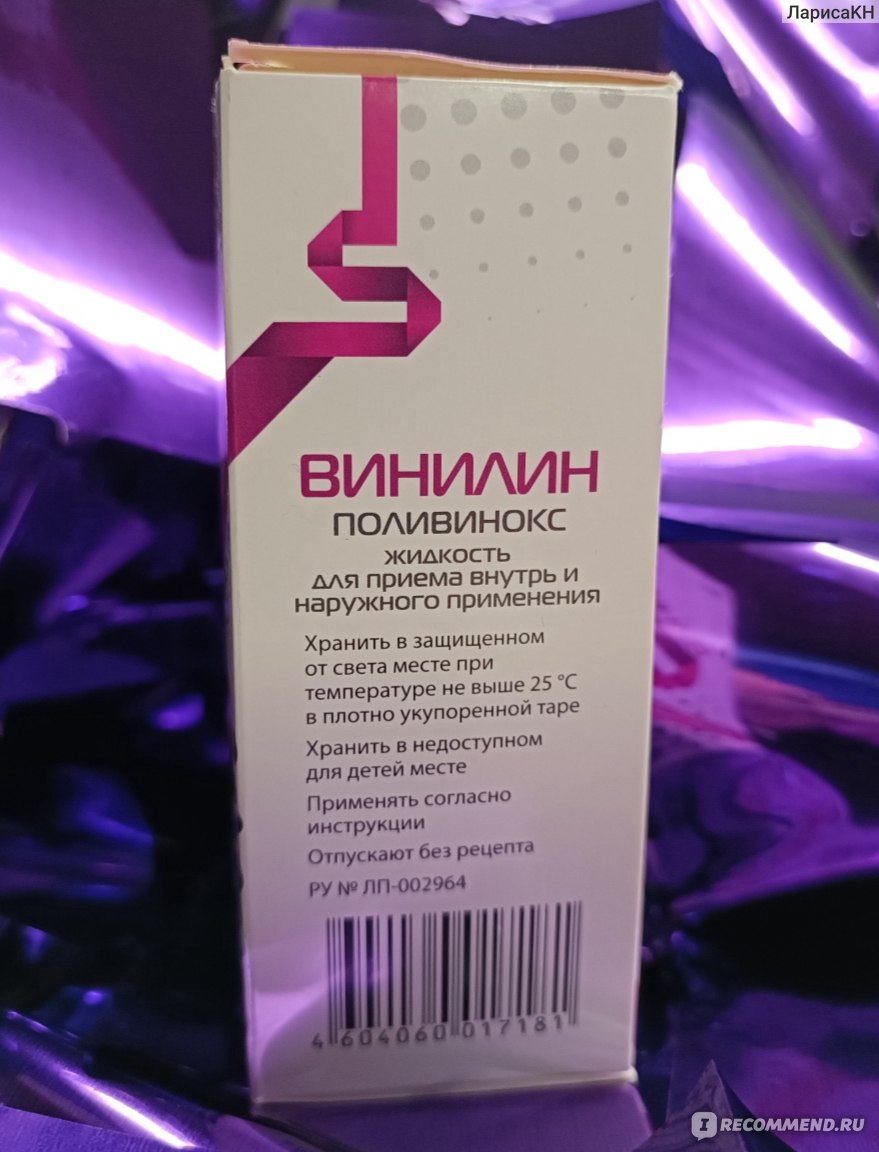 ЛарисаКН
ВИНИЛИН
ПОЛИВИНОКС
ЖИДКОСТЬ
ДЛЯ ПРИЕМА ВНУТРЬ И
НАРУЖНОГО ПРИМЕНЕНИЯ
Хранить в защищенном
от света месте при
температуре не выше 25 °C
в плотно укупоренной таре
Хранить в недоступном
для детей месте
Применять согласно
инструкции
Отпускают без рецепта
РУ № ЛП-002964
4 604060 017181
IRECOMMEND.RU